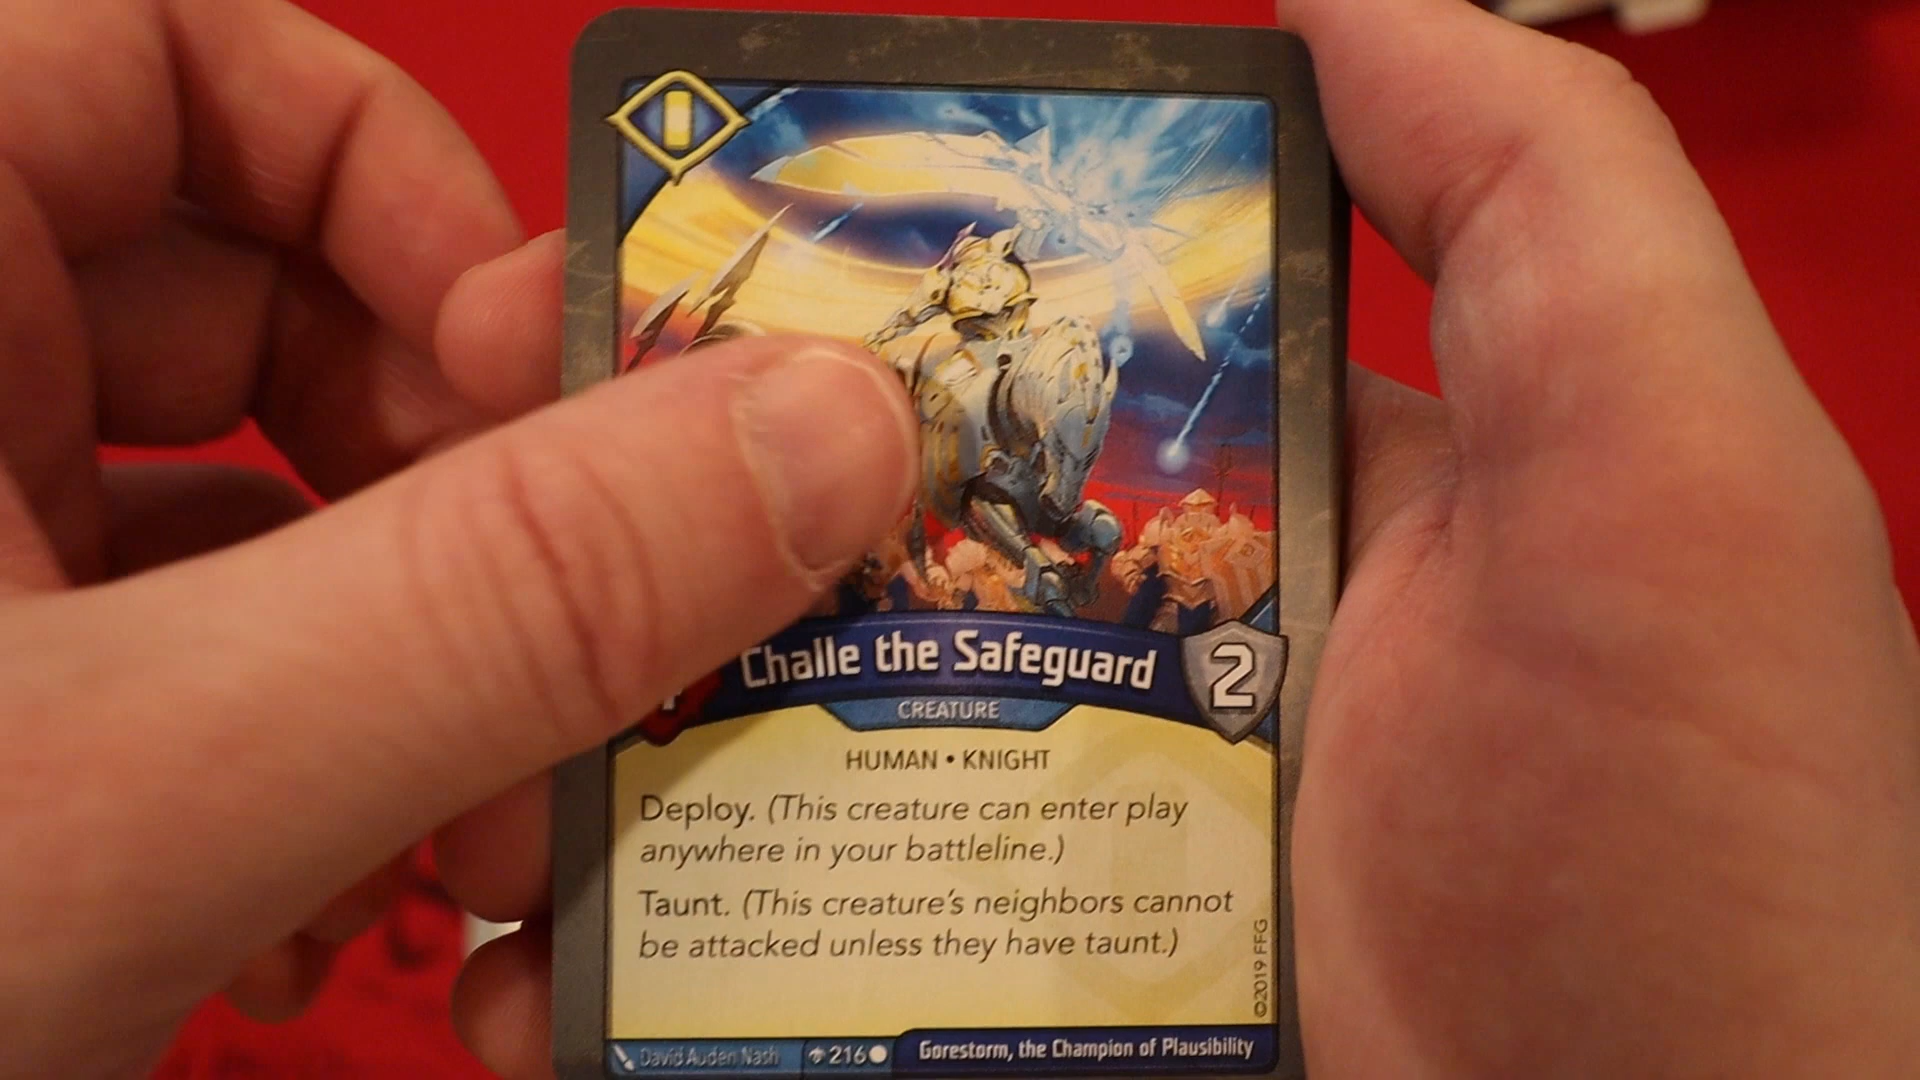 Challe the Safeguard
2
CREATURE
HUMAN • KNIGHT
Deploy. (This creature can enter play
anywhere in your battleline.)
Taunt. (This creature's neighbors cannot
be attacked unless they have taunt.)
©2019 FFG
David Auden Nash
216
Gorestorm, the Champion of Plausibility